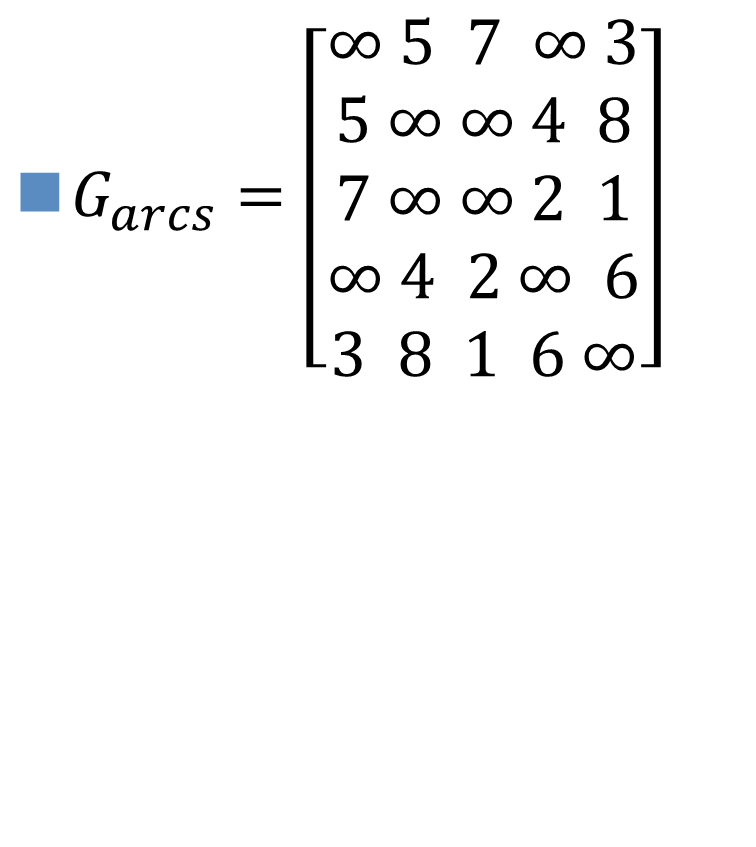 ∞ 5 7 ∞ 3
5 ∞ ∞ 4 8
G_arcs = 7 ∞ ∞ 2 1
∞ 4 2 ∞ 6
3 8 1 6 ∞